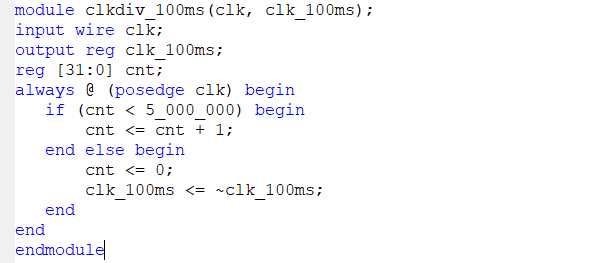 module clkdiv_100ms(clk, clk_100ms);
input wire clk;
output reg clk_100ms;
reg [31:0] cnt;
always @ (posedge clk) begin
   if (cnt < 5_000_000) begin
       cnt <= cnt + 1;
   end else begin
       cnt <= 0;
       clk_100ms <= ~clk_100ms;
   end
end
endmodule